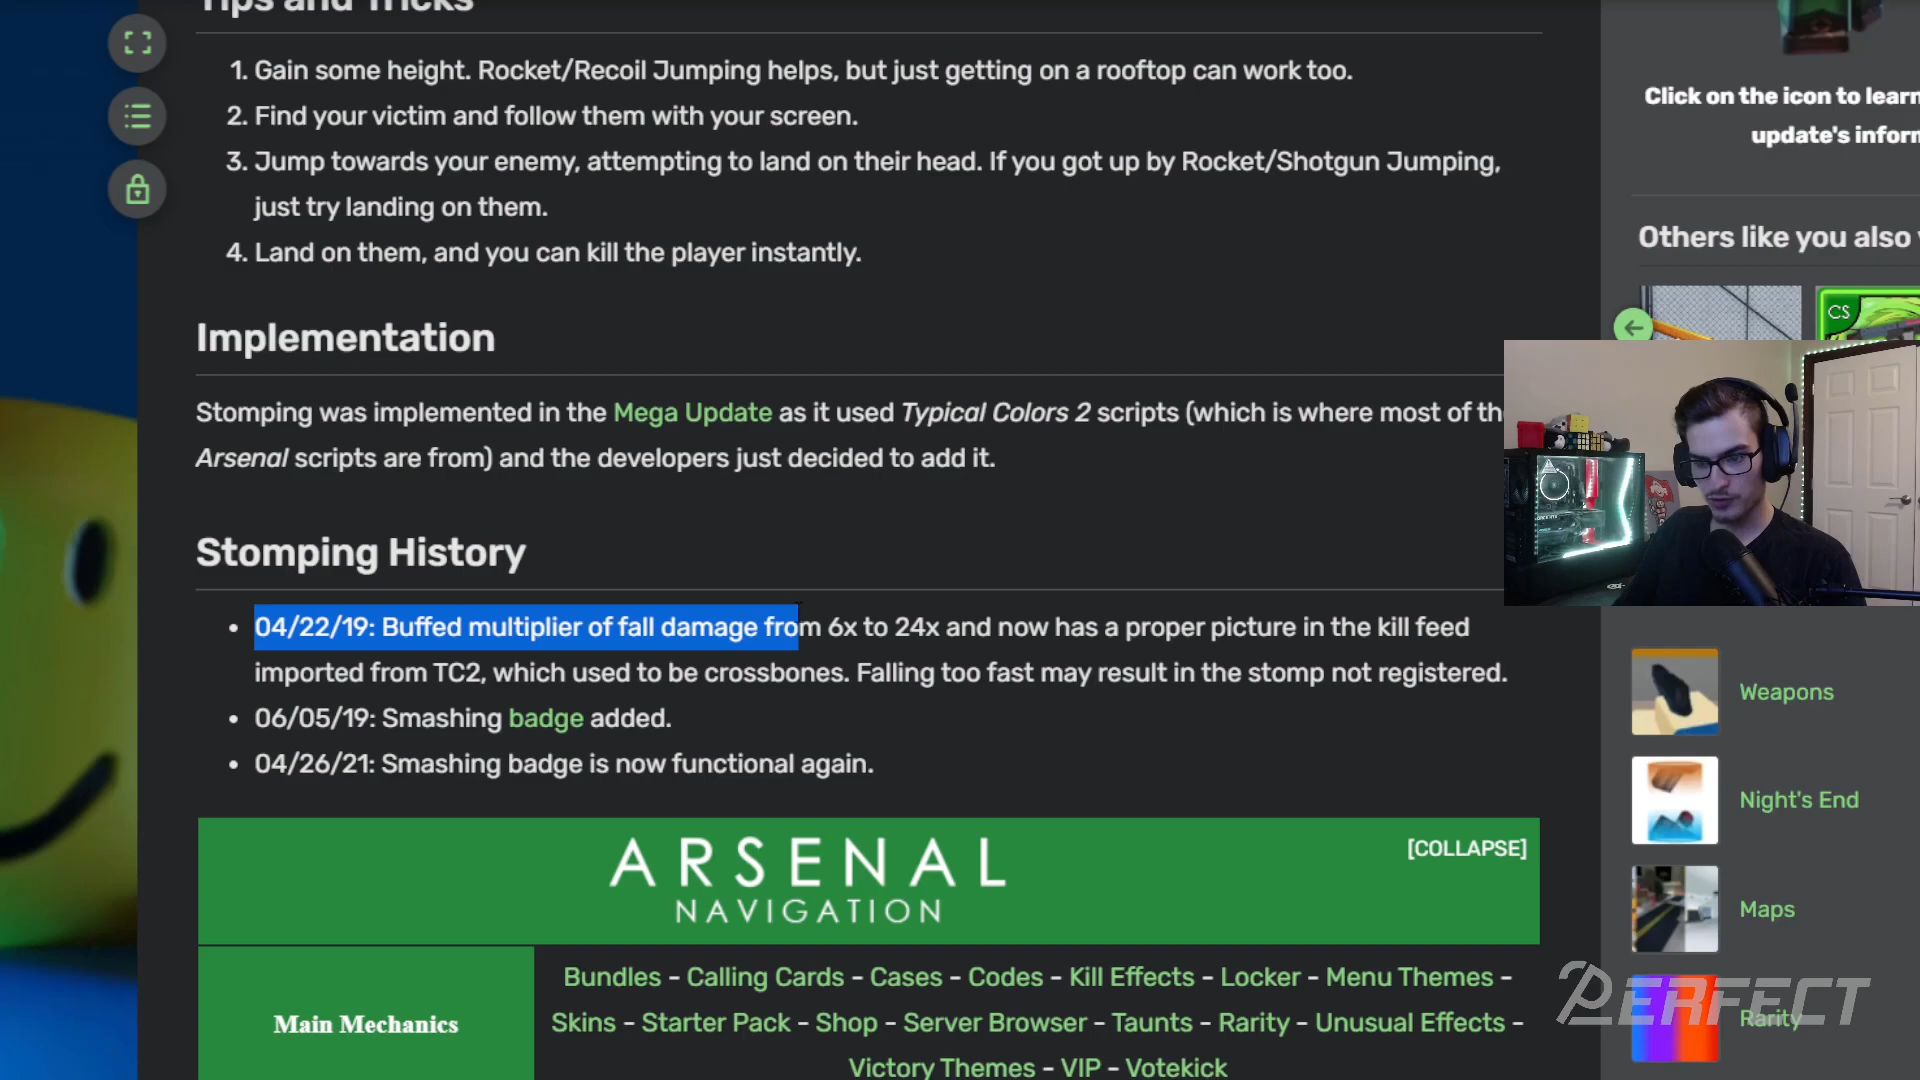 Tips and Tricks
1. Gain some height. Rocket/Recoil Jumping helps, but just getting on a rooftop can work too.
2. Find your victim and follow them with your screen.
3. Jump towards your enemy, attempting to land on their head. If you got up by Rocket/Shotgun Jumping,
just try landing on them.
4. Land on them, and you can kill the player instantly.
Implementation
Stomping was implemented in the Mega Update as it used Typical Colors 2 scripts (which is where most of the
Arsenal scripts are from) and the developers just decided to add it.
Stomping History
• 04/22/19: Buffed multiplier of fall damage from 6x to 24x and now has a proper picture in the kill feed
imported from TC2, which used to be crossbones. Falling too fast may result in the stomp not registered.
• 06/05/19: Smashing badge added.
• 04/26/21: Smashing badge is now functional again.
ARSENAL
NAVIGATION
[COLLAPSE]
Main Mechanics
Bundles - Calling Cards - Cases - Codes - Kill Effects - Locker - Menu Themes -
Skins - Starter Pack - Shop - Server Browser - Taunts - Rarity - Unusual Effects -
Victory Themes - VIP - Votekick
Click on the icon to learn
update's inform
Others like you also
CS
Weapons
Night's End
Maps
Rarity
PERFECT